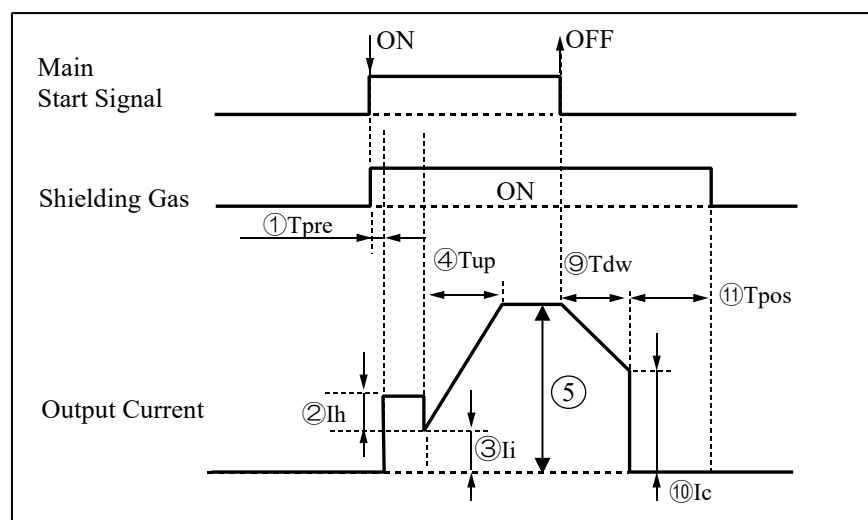 ON
OFF
Main
Start Signal
ON
Shielding Gas
①Tpre
④Tup
⑨Tdw
⑪Tpos
⑤
Output Current
②Ih
③Ii
⑩Ic